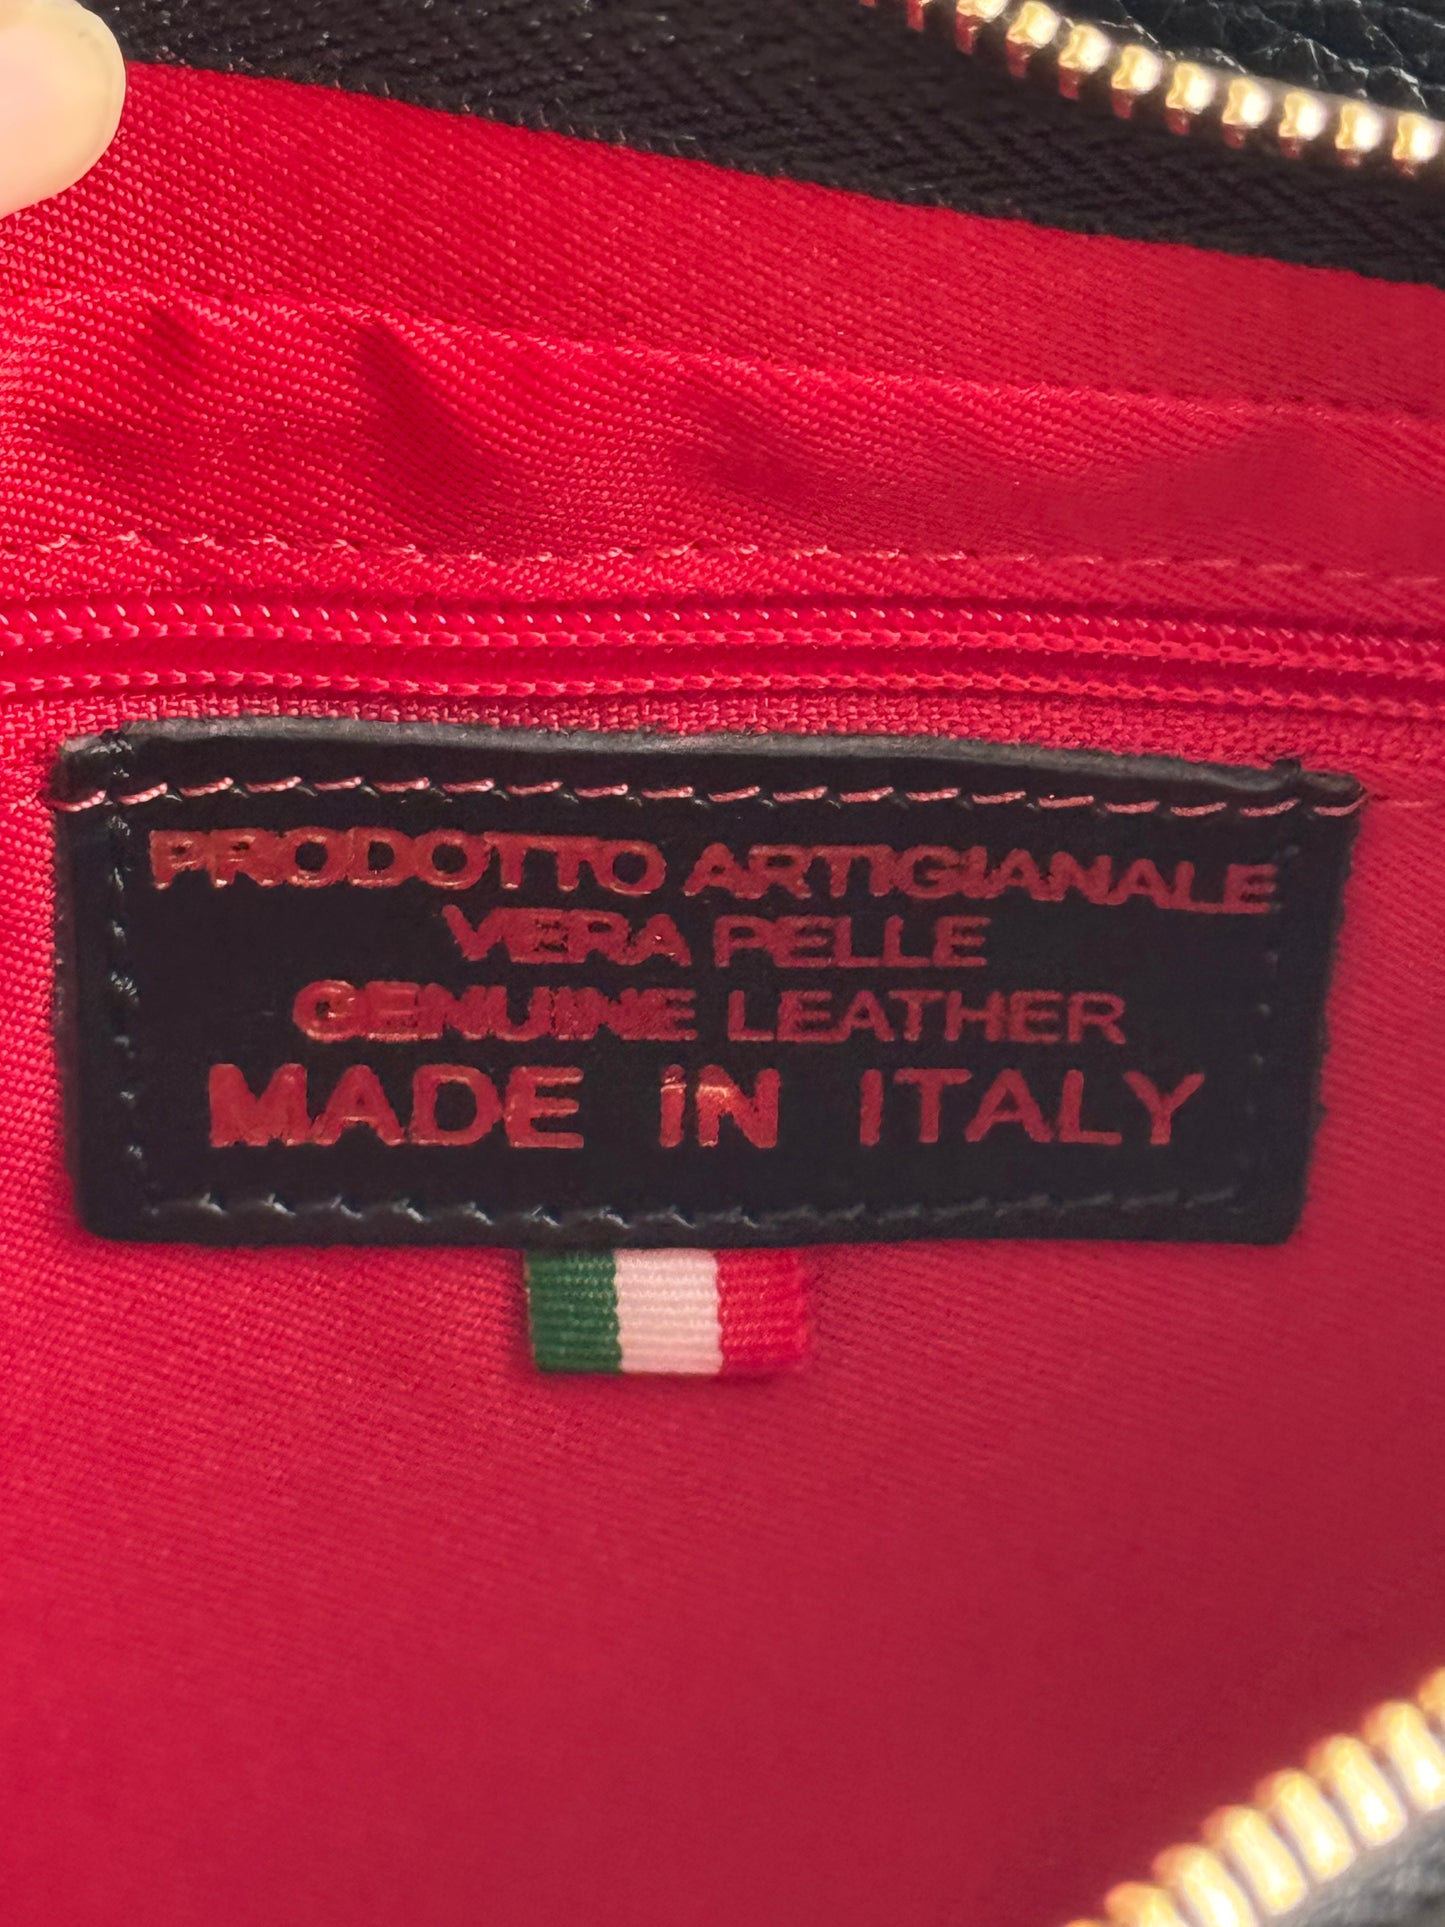 PRODOTTO ARTIGIANALE
VERA PELLE
GENUINE LEATHER
MADE iN ITALY